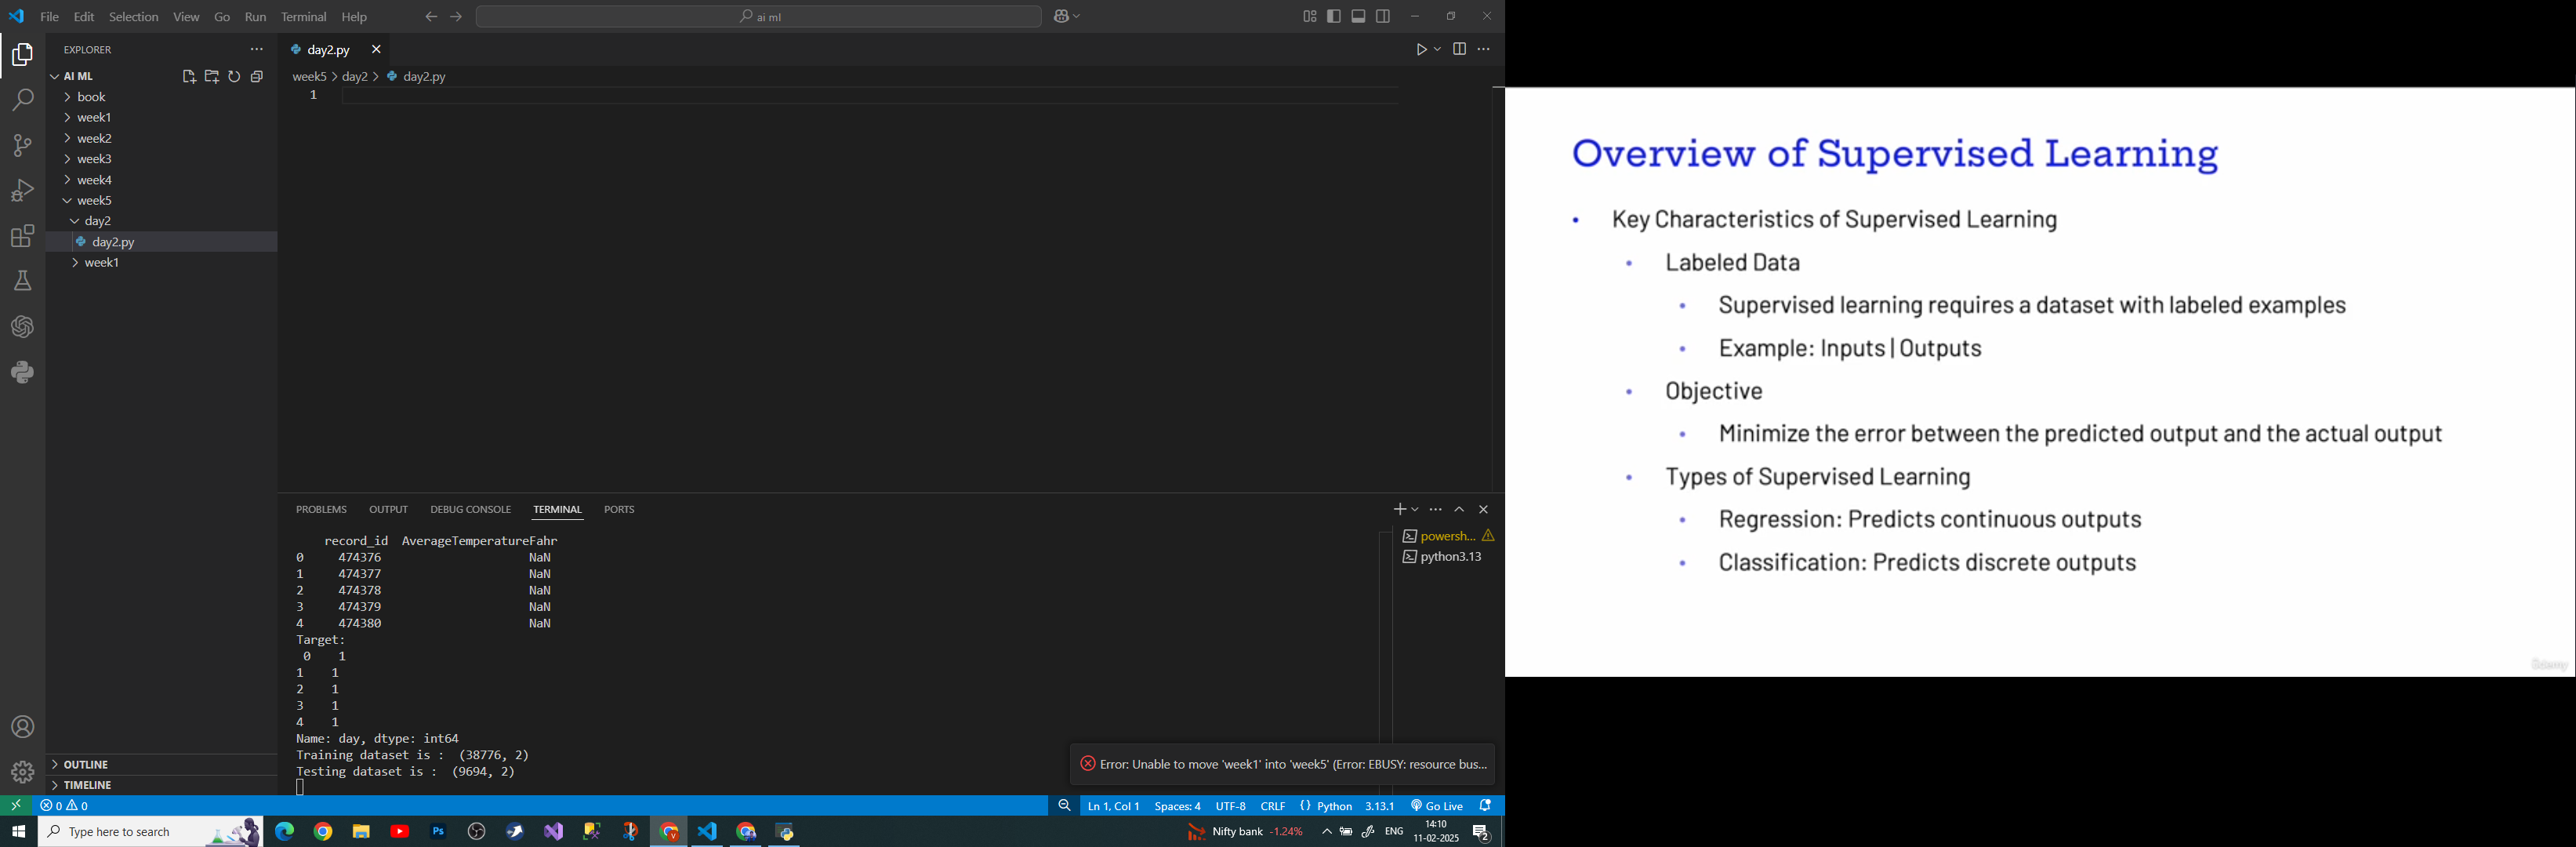 File Edit Selection View Go Run Terminal Help
ai ml
EXPLORER
AI ML
book
week1
week2
week3
week4
week5
day2
day2.py
week1
OUTLINE
TIMELINE
day2.py
week5 > day2 > day2.py
1
PROBLEMS OUTPUT DEBUG CONSOLE TERMINAL PORTS
record_id AverageTemperatureFahr
0 474376 NaN
1 474377 NaN
2 474378 NaN
3 474379 NaN
4 474380 NaN
Target:
0 1
1 1
2 1
3 1
4 1
Name: day, dtype: int64
Training dataset is : (38776, 2)
Testing dataset is : (9694, 2)
powersh...
python3.13
Error: Unable to move 'week1' into 'week5' (Error: EBUSY: resource bus...
0 0
Ln 1, Col 1 Spaces: 4 UTF-8 CRLF {} Python 3.13.1 Go Live
Type here to search
Ps
Nifty bank -1.24%
ENG
14:10
11-02-2025
2
Overview of Supervised Learning
• Key Characteristics of Supervised Learning
• Labeled Data
• Supervised learning requires a dataset with labeled examples
• Example: Inputs | Outputs
• Objective
• Minimize the error between the predicted output and the actual output
• Types of Supervised Learning
• Regression: Predicts continuous outputs
• Classification: Predicts discrete outputs
Udemy